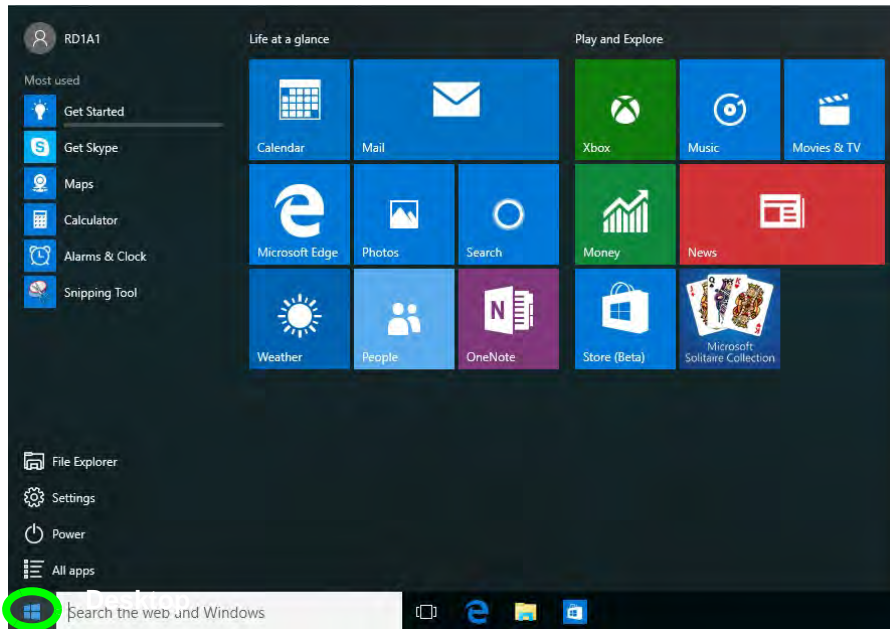 RD1A1
Most used
Get Started
Get Skype
Maps
Calculator
Alarms & Clock
Snipping Tool
File Explorer
Settings
Power
All apps
Life at a glance
Calendar
Mail
Microsoft Edge
Photos
Search
Weather
People
N
OneNote
Play and Explore
Xbox
Music
Movies & TV
Money
News
Store (Beta)
Microsoft
Solitaire Collection
Desktop
Search the web and Windows